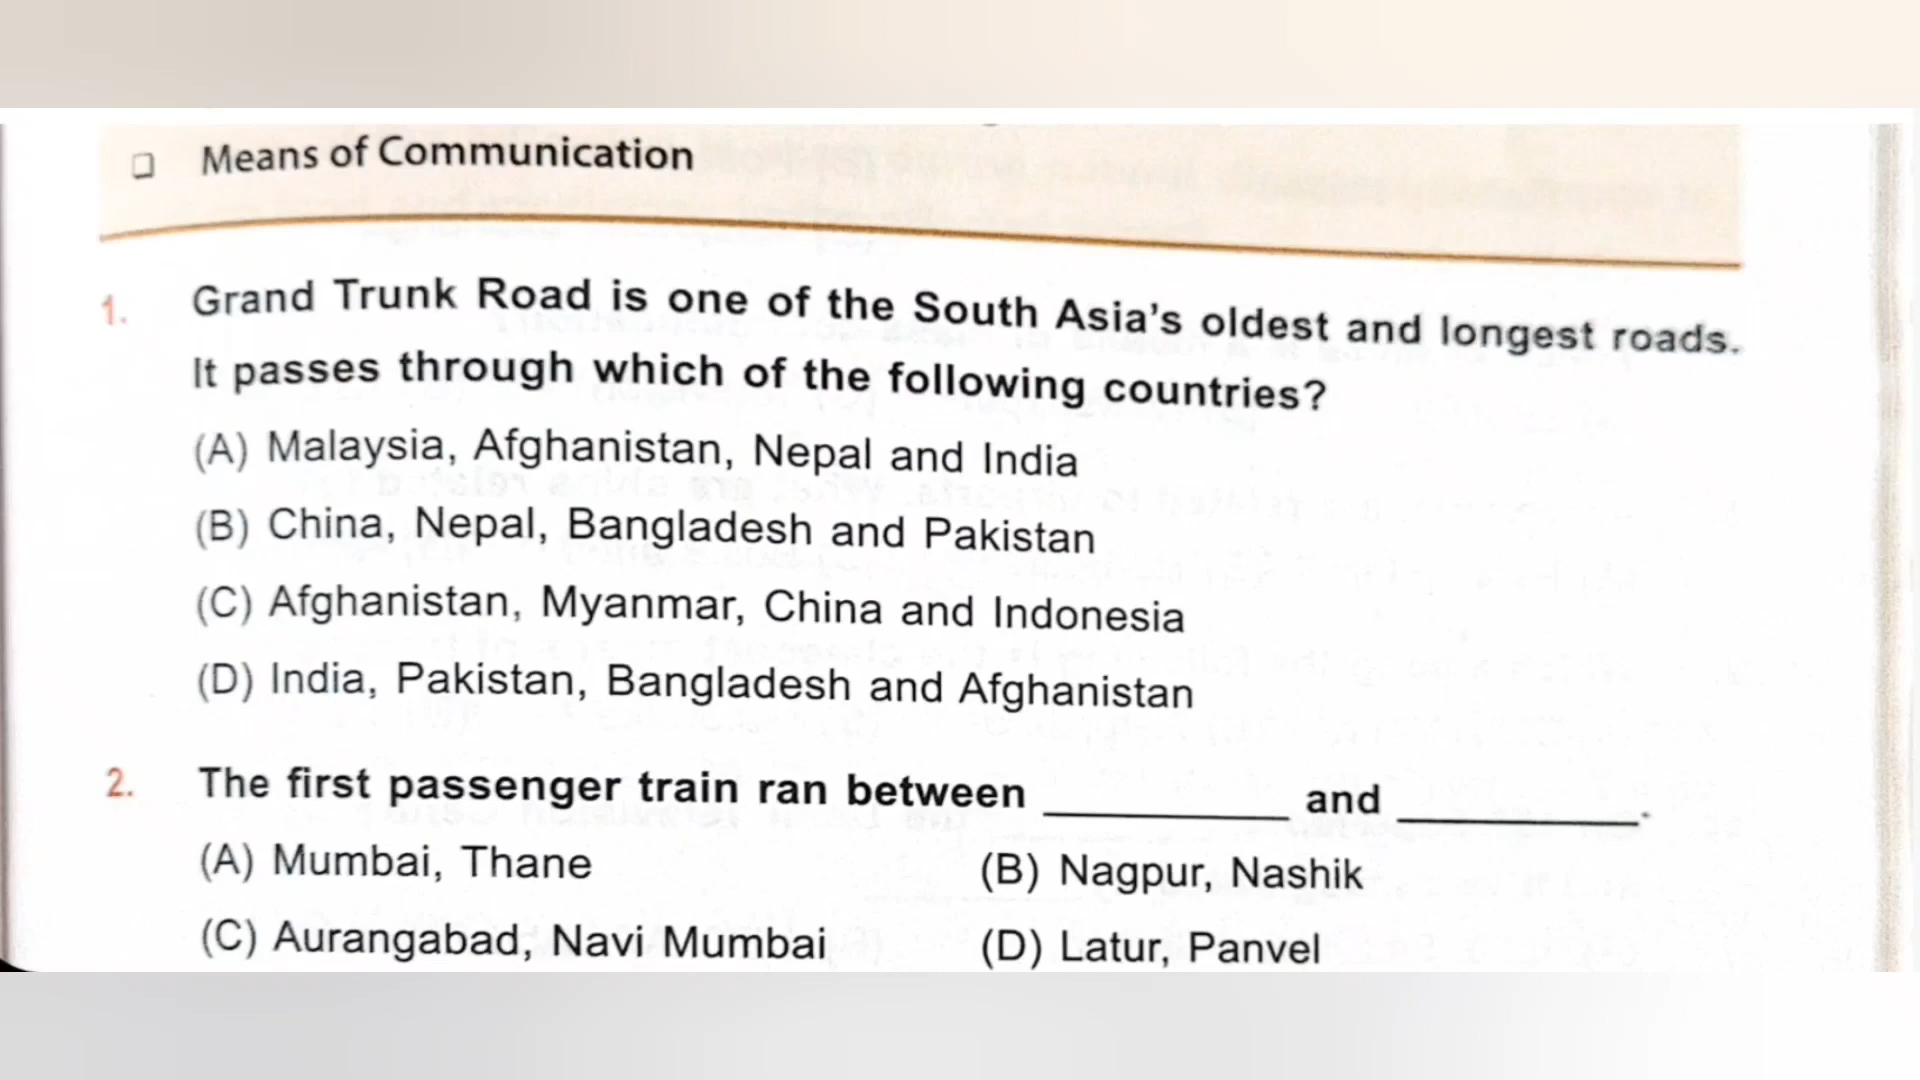 ❑ Means of Communication
1. Grand Trunk Road is one of the South Asia's oldest and longest roads.
It passes through which of the following countries?
(A) Malaysia, Afghanistan, Nepal and India
(B) China, Nepal, Bangladesh and Pakistan
(C) Afghanistan, Myanmar, China and Indonesia
(D) India, Pakistan, Bangladesh and Afghanistan
2. The first passenger train ran between __________ and __________.
(A) Mumbai, Thane (B) Nagpur, Nashik
(C) Aurangabad, Navi Mumbai (D) Latur, Panvel